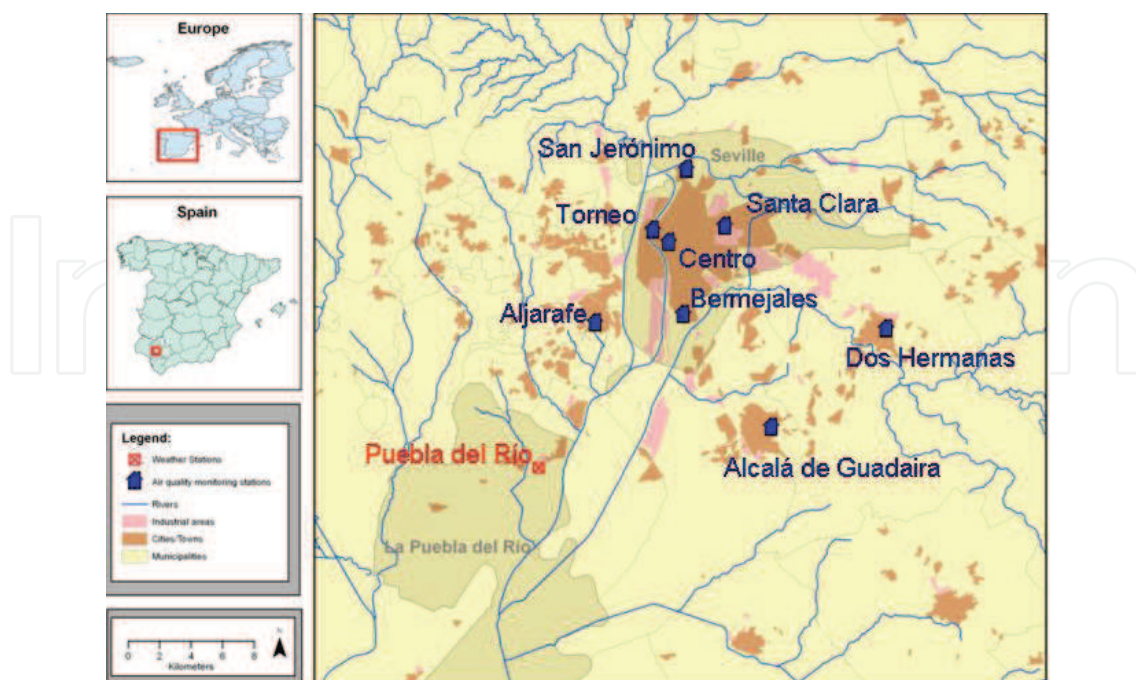 Europe
Spain
Legend:
Weather Stations
Air quality monitoring stations
Rivers
Industrial areas
Cities/Towns
Municipalities
0 2 4 6 8
Kilometers
San Jerónimo
Seville
Torneo
Santa Clara
Centro
Bermejales
Aljarafe
Dos Hermanas
Puebla del Río
Alcalá de Guadaira
La Puebla del Río